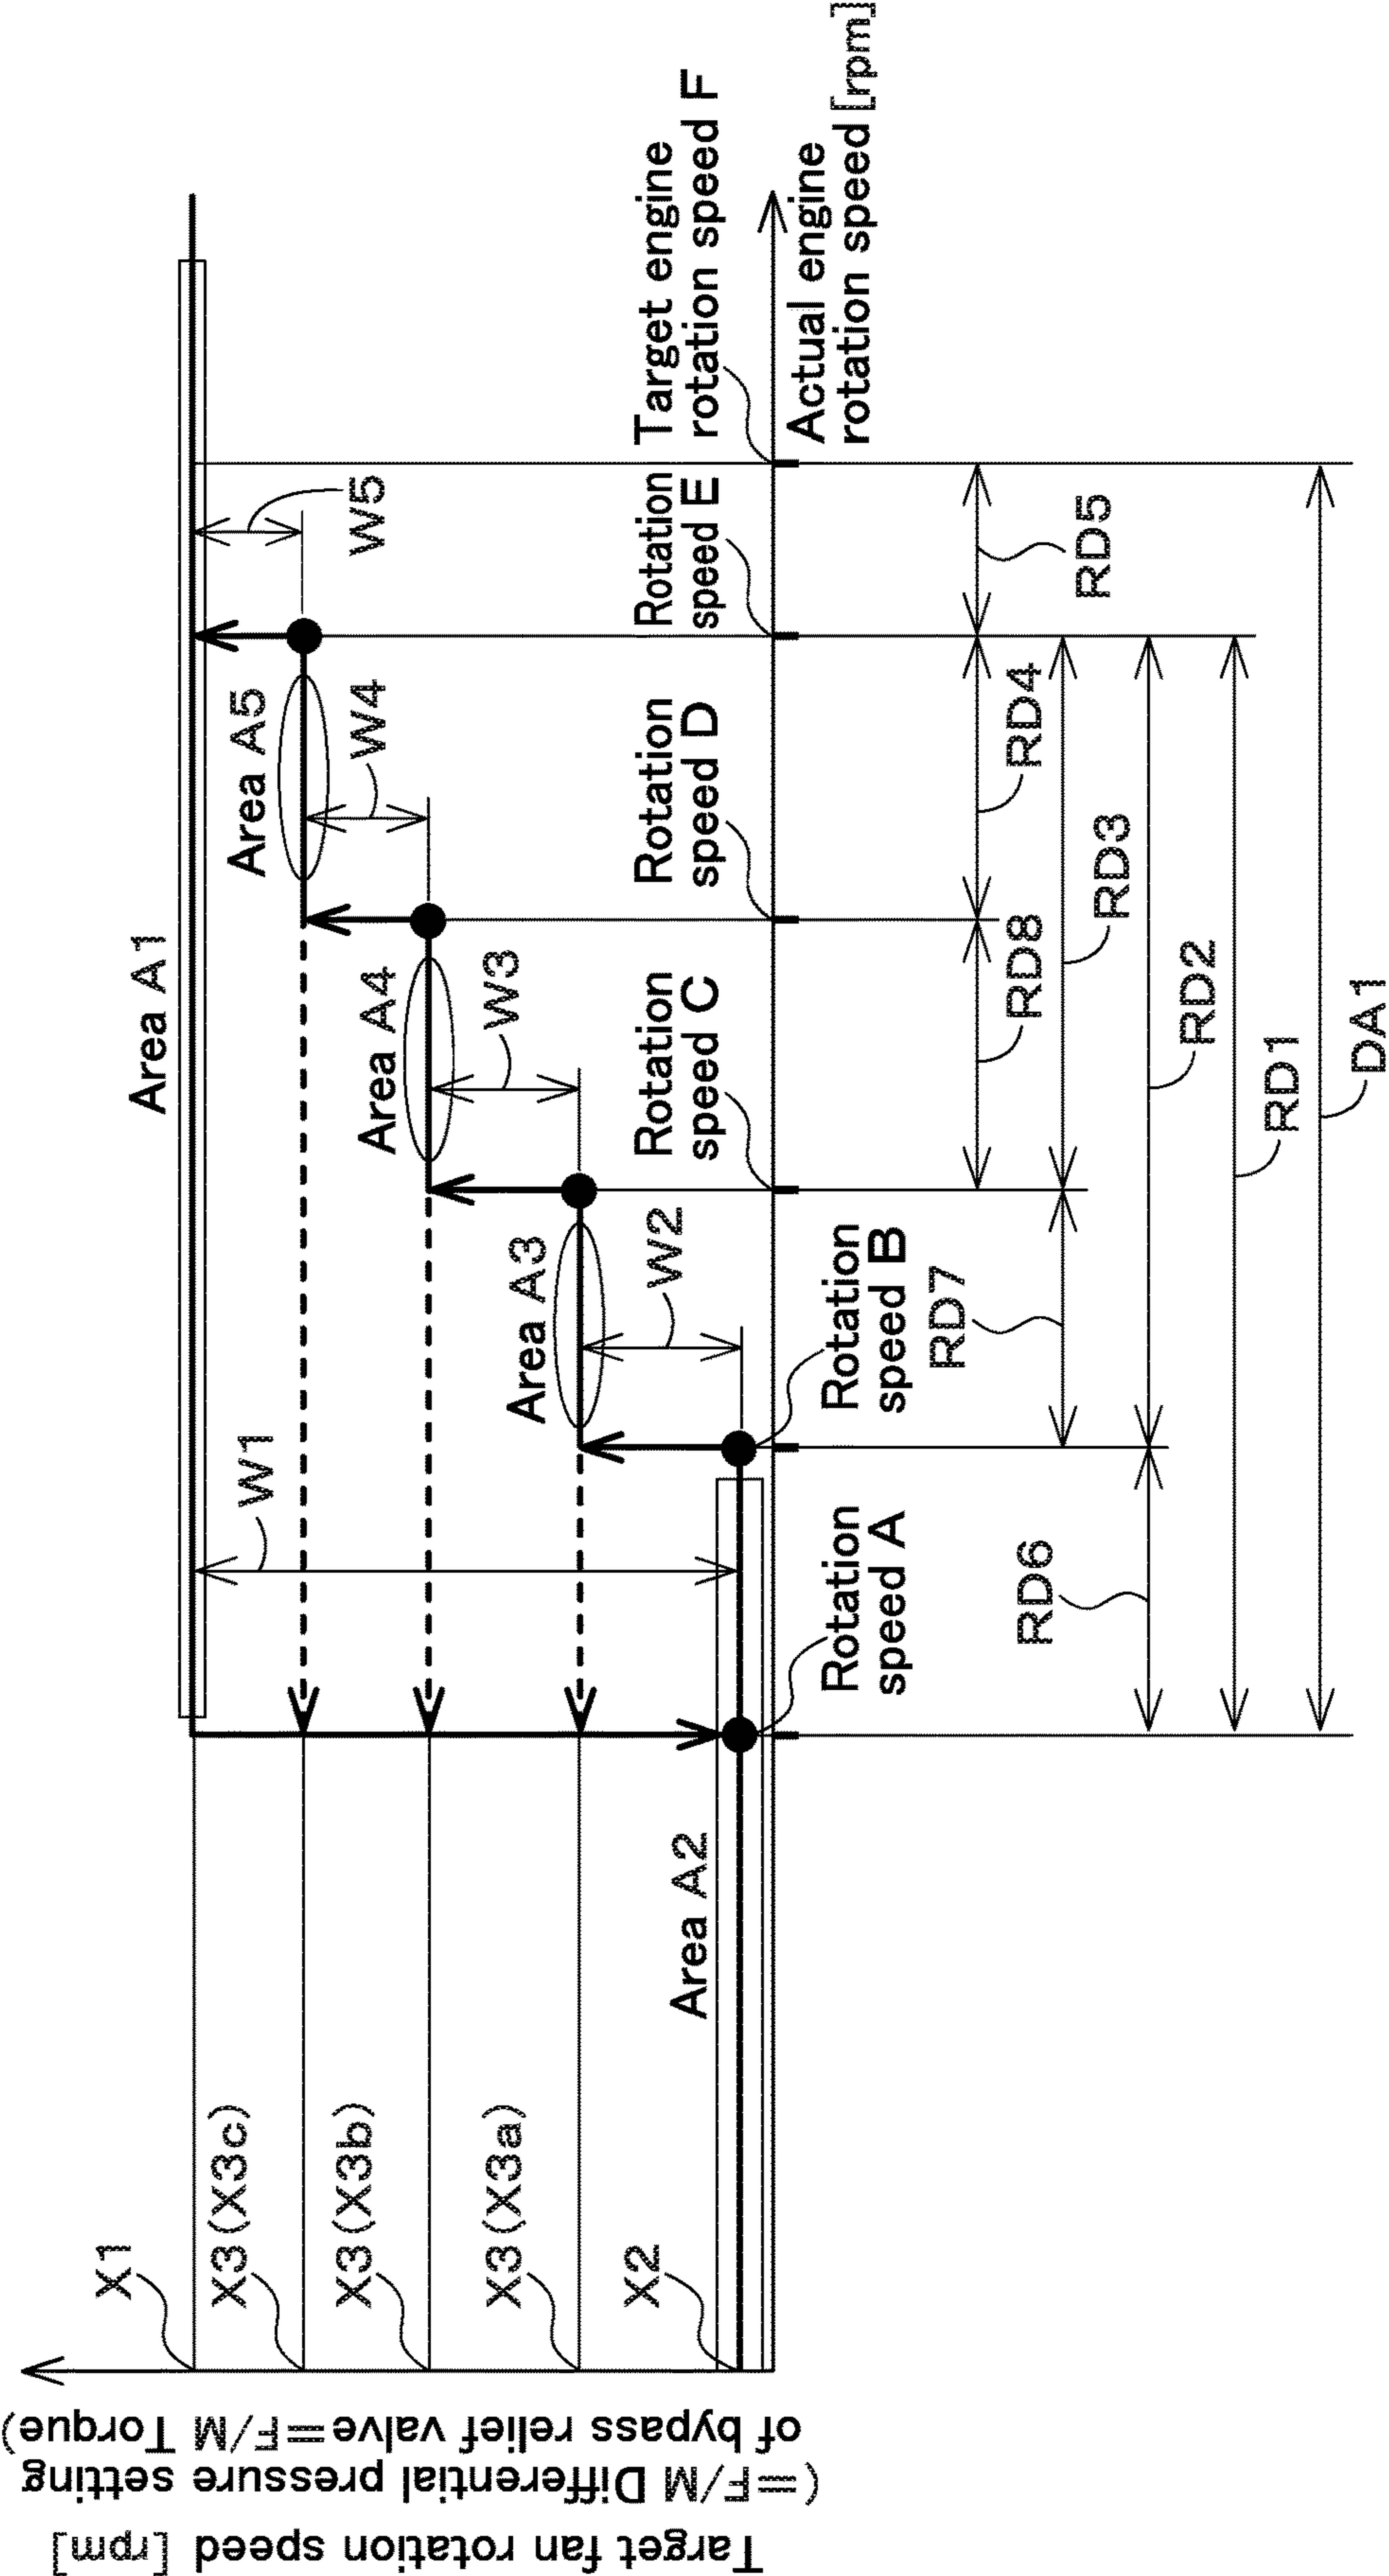 Target fan rotation speed [rpm]
(=F/M Differential pressure setting
of bypass relief valve=F/M Torque)
X1
X3(X3c)
X3(X3b)
X3(X3a)
X2
Area A1
Area A5
Area A4
Area A3
Area A2
W1
W2
W3
W4
W5
Rotation
speed A
Rotation
speed B
Rotation
speed C
Rotation
speed D
Rotation
speed E
Target engine
rotation speed F
Actual engine
rotation speed [rpm]
RD8
RD4
RD5
RD7
RD3
RD6
RD2
RD1
DA1